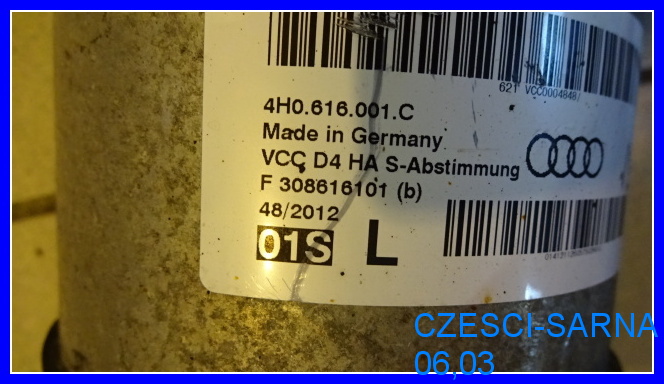 621 VCC0004848
4H0.616.001.C
Made in Germany
VCC D4 HA S-Abstimmung
F 308616101 (b)
48/2012
01S L
CZESCI-SARNA
06,03